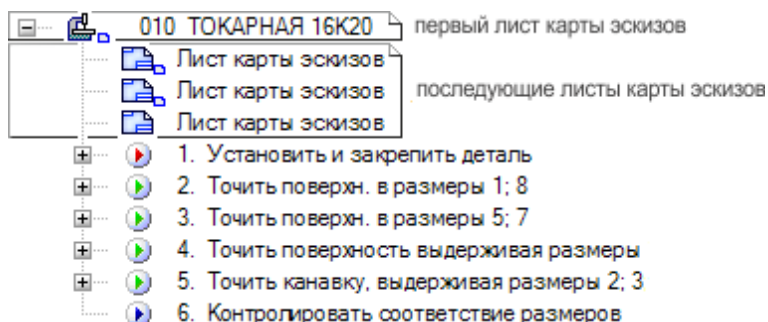 010 ТОКАРНАЯ 16К20 первый лист карты эскизов
Лист карты эскизов
Лист карты эскизов последующие листы карты эскизов
Лист карты эскизов
1. Установить и закрепить деталь
2. Точить поверхн. в размеры 1; 8
3. Точить поверхн. в размеры 5; 7
4. Точить поверхность выдерживая размеры
5. Точить канавку, выдерживая размеры 2; 3
6. Контролировать соответствие размеров